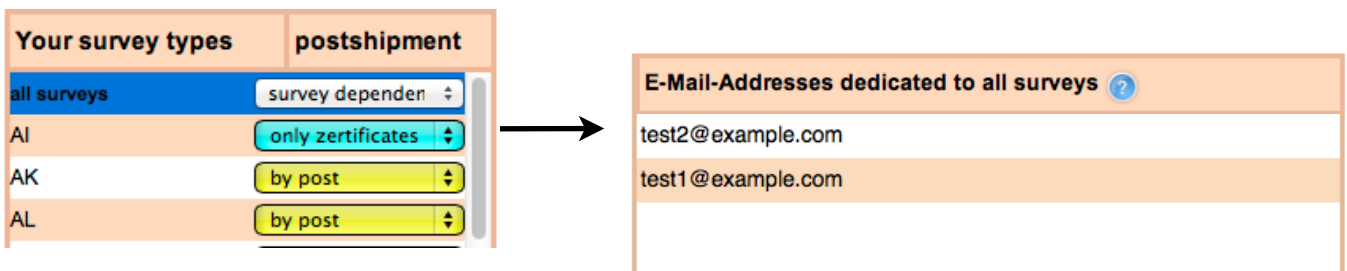 Your survey types postshipment
all surveys survey dependen
AI only zertificates
AK by post
AL by post
E-Mail-Addresses dedicated to all surveys ?
test2@example.com
test1@example.com